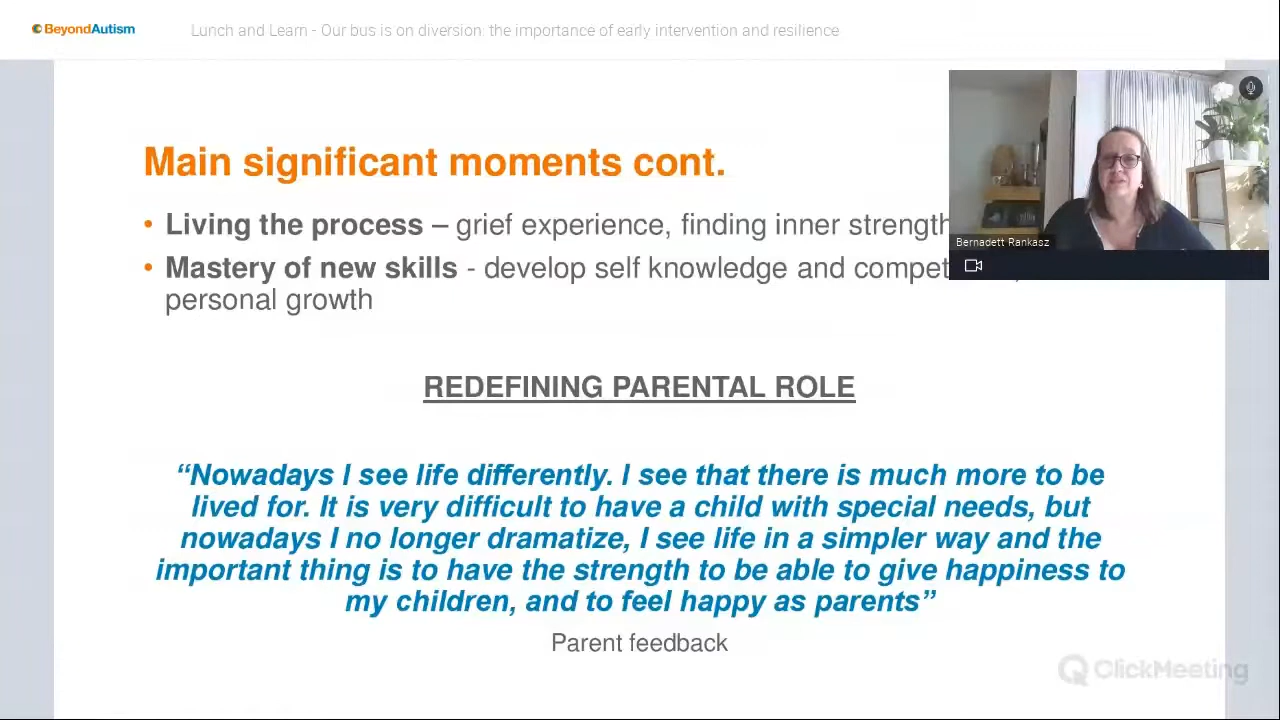 BeyondAutism
Lunch and Learn - Our bus is on diversion: the importance of early intervention and resilience
Main significant moments cont.
• Living the process – grief experience, finding inner strength
Bernadett Rankasz
• Mastery of new skills - develop self knowledge and
personal growth
REDEFINING PARENTAL ROLE
“Nowadays I see life differently. I see that there is much more to be
lived for. It is very difficult to have a child with special needs, but
nowadays I no longer dramatize, I see life in a simpler way and the
important thing is to have the strength to be able to give happiness to
my children, and to feel happy as parents”
Parent feedback
ClickMeeting